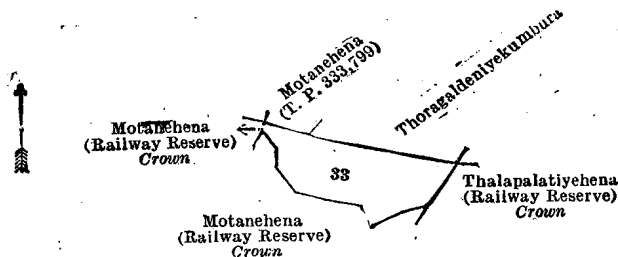 Motanehena
(T. P. 333,799)
Thoragaldeniyekumbura
Motanehena
(Railway Reserve)
Crown
33
Thalapalatiyehena
(Railway Reserve)
Crown
Motanehena
(Railway Reserve)
Crown